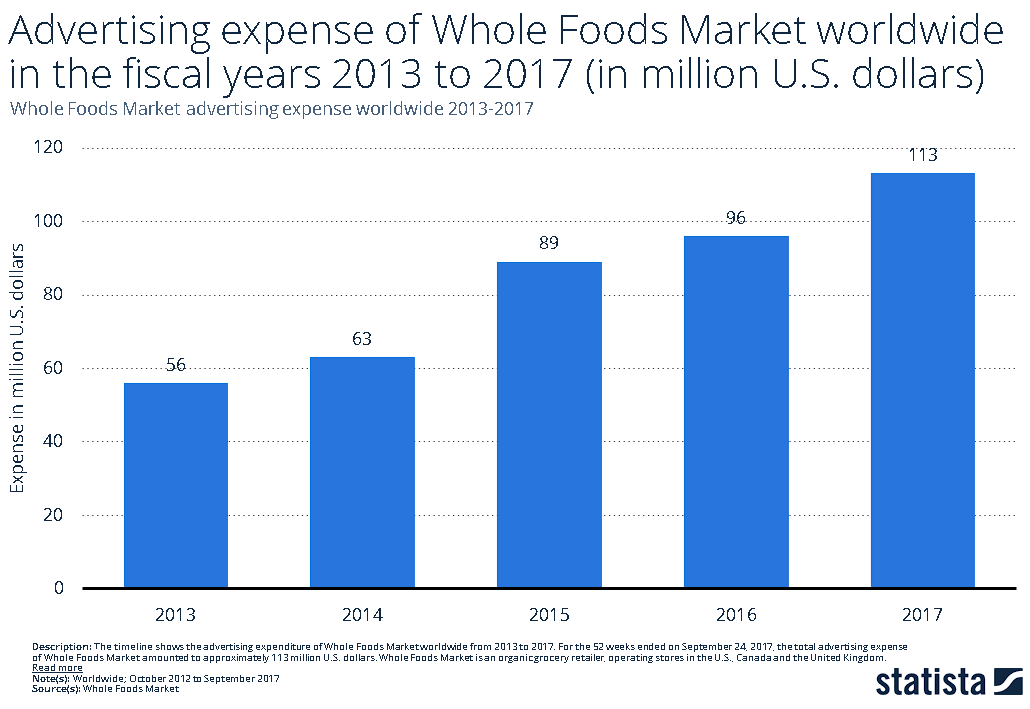 Advertising expense of Whole Foods Market worldwide
in the fiscal years 2013 to 2017 (in million U.S. dollars)
Whole Foods Market advertising expense worldwide 2013-2017
Expense in million U.S. dollars
120
100
80
60
40
20
0
56
63
89
96
113
2013
2014
2015
2016
2017
Description: The timeline shows the advertising expenditure of Whole Foods Market worldwide from 2013 to 2017. For the 52 weeks ended on September 24, 2017, the total advertising expense
of Whole Foods Market amounted to approximately 113 million U.S. dollars. Whole Foods Market is an organic grocery retailer, operating stores in the U.S., Canada and the United Kingdom.
Read more
Note(s): Worldwide; October 2012 to September 2017
Source(s): Whole Foods Market
statista